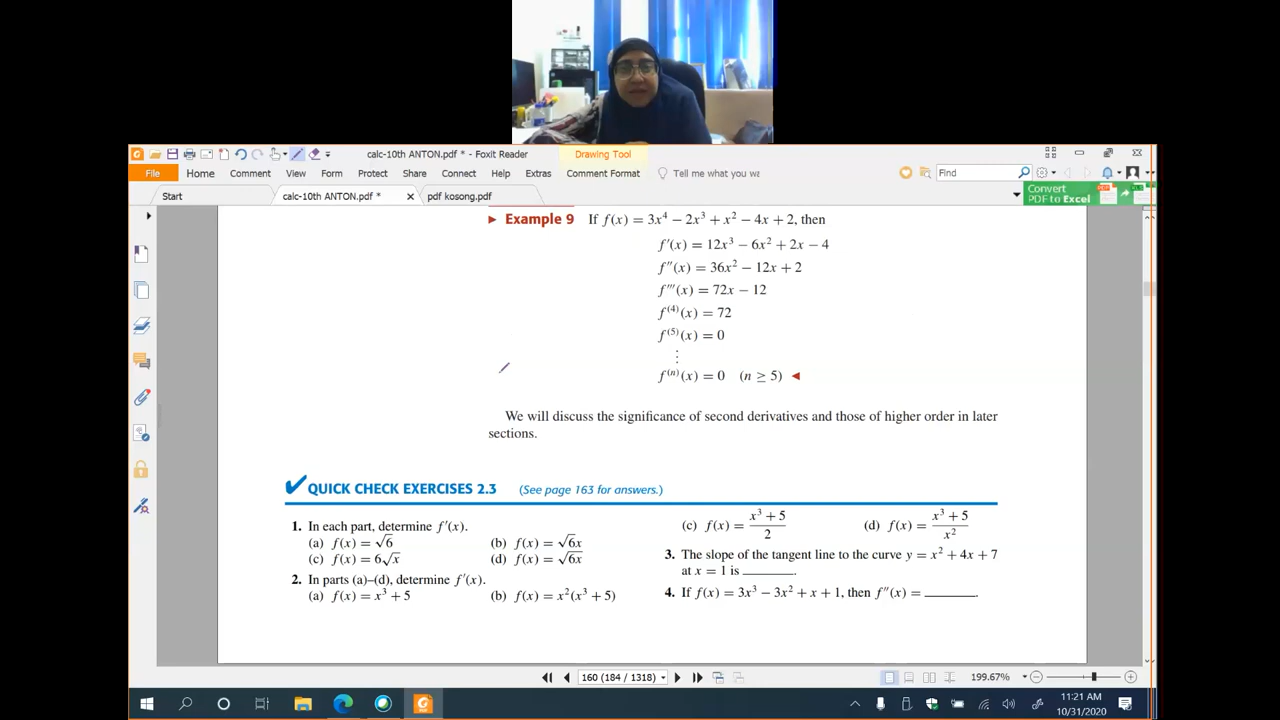 calc-10th ANTON.pdf * - Foxit Reader
Drawing Tool
File Home Comment View Form Protect Share Connect Help Extras Comment Format Tell me what you wa Find
Start calc-10th ANTON.pdf * pdf kosong.pdf
Convert
PDF to Excel
Example 9 If f(x) = 3x⁴ − 2x³ + x² − 4x + 2, then
f′(x) = 12x³ − 6x² + 2x − 4
f″(x) = 36x² − 12x + 2
f‴(x) = 72x − 12
f⁽⁴⁾(x) = 72
f⁽⁵⁾(x) = 0
⋮
f⁽ⁿ⁾(x) = 0 (n ≥ 5)
We will discuss the significance of second derivatives and those of higher order in later
sections.
QUICK CHECK EXERCISES 2.3 (See page 163 for answers.)
1. In each part, determine f′(x).
(a) f(x) = √6 (b) f(x) = √6x
(c) f(x) = 6√x (d) f(x) = √(6x)
2. In parts (a)–(d), determine f′(x).
(a) f(x) = x³ + 5 (b) f(x) = x²(x³ + 5)
(c) f(x) = (x³ + 5)/2 (d) f(x) = (x³ + 5)/x²
3. The slope of the tangent line to the curve y = x² + 4x + 7
at x = 1 is ______.
4. If f(x) = 3x³ − 3x² + x + 1, then f″(x) = ______.
160 (184 / 1318) 199.67%
11:21 AM
10/31/2020